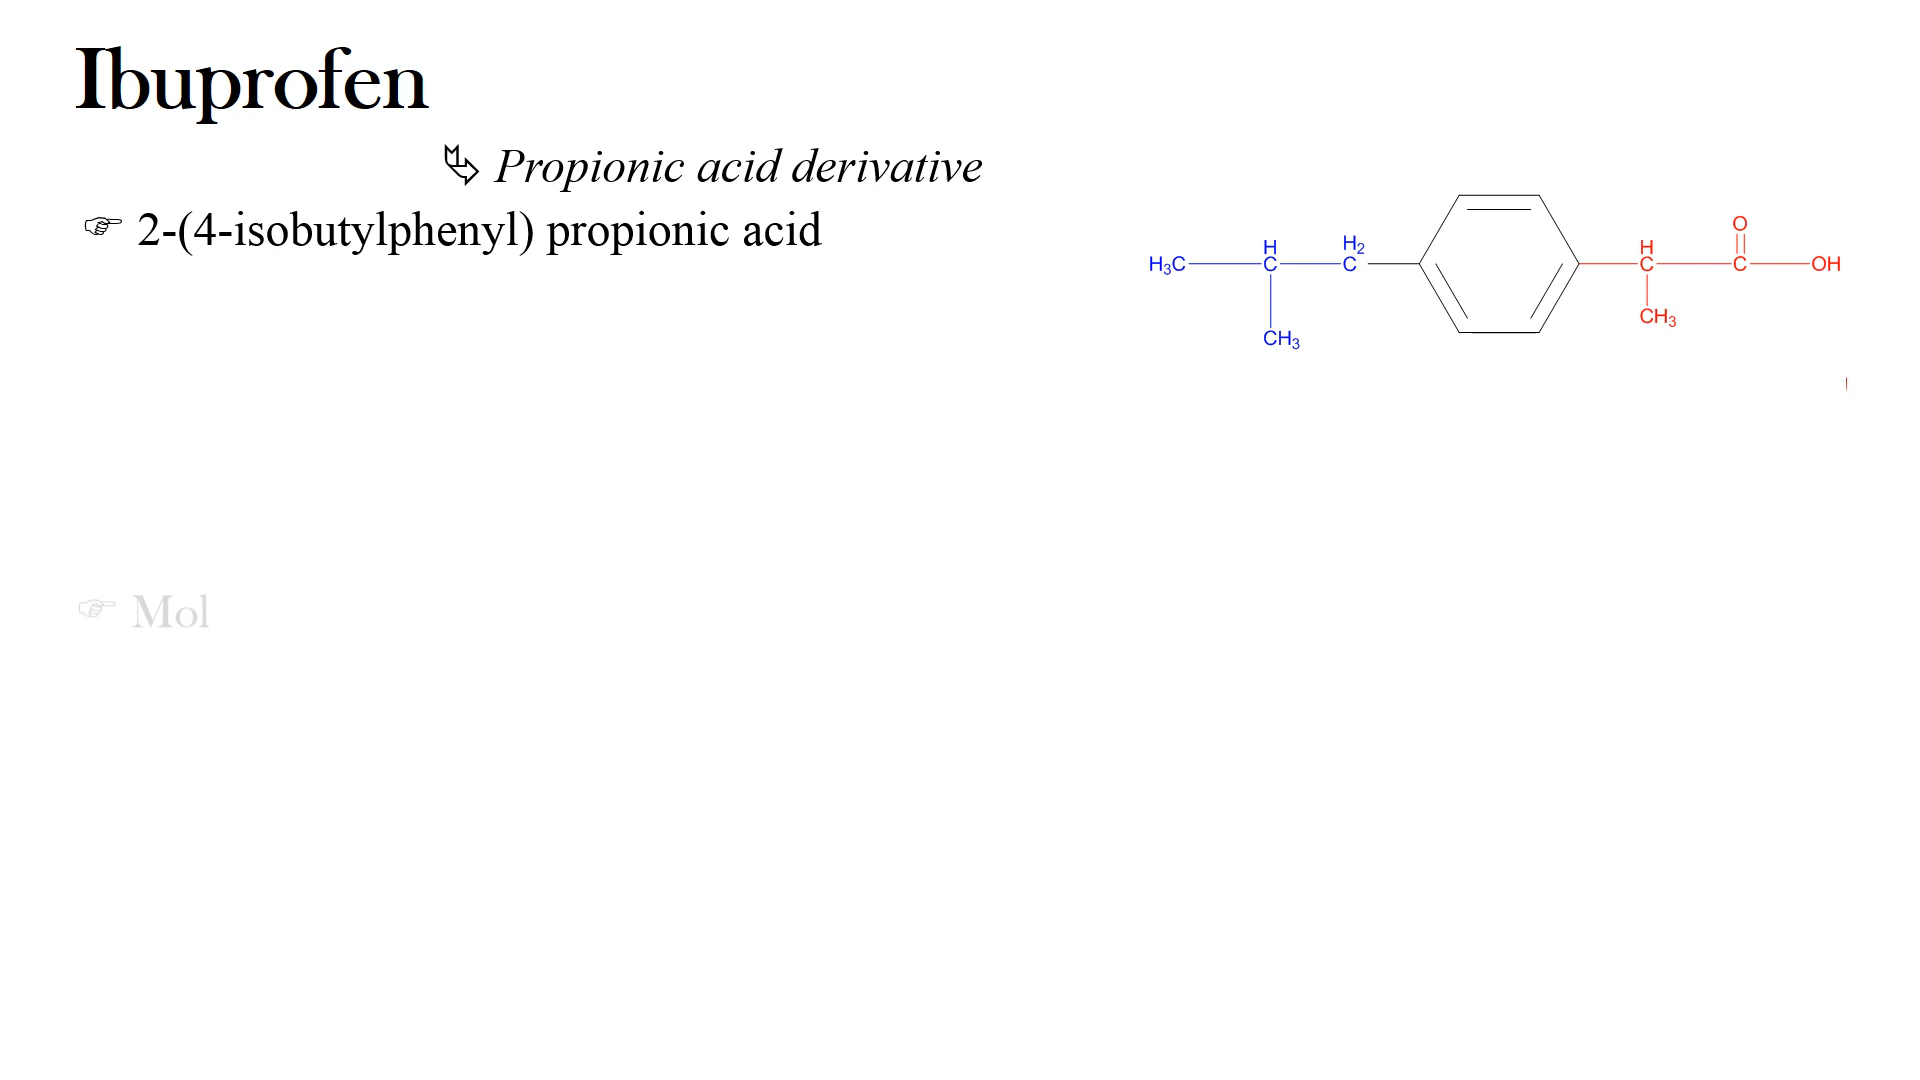 Ibuprofen
Propionic acid derivative
2-(4-isobutylphenyl) propionic acid
O
H H₂ H
H₃C C C C C OH
CH₃
CH₃
Mol